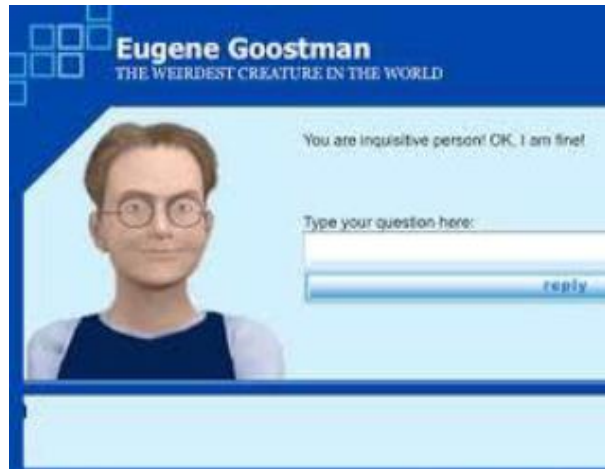 Eugene Goostman
THE WEIRDEST CREATURE IN THE WORLD
You are inquisitive person! OK, I am fine!
Type your question here:
reply